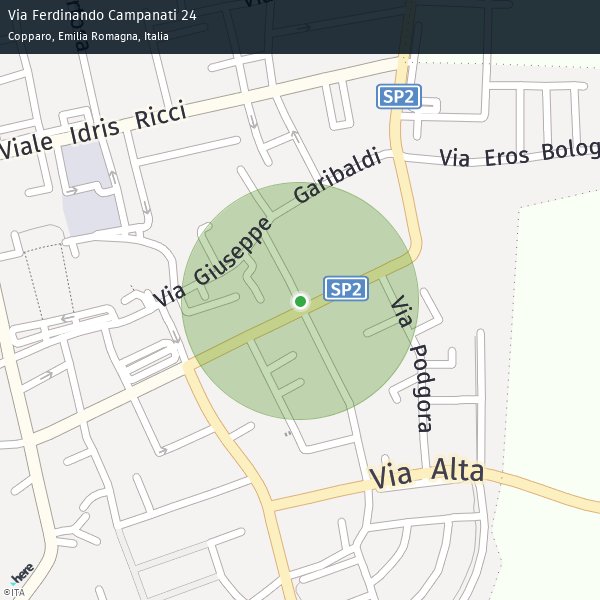 Via Ferdinando Campanati 24
Copparo, Emilia Romagna, Italia
SP2
Viale Idris Ricci
Via Eros Bolog
Via Giuseppe Garibaldi
SP2
Via Podgora
Via Alta
here
©ITA